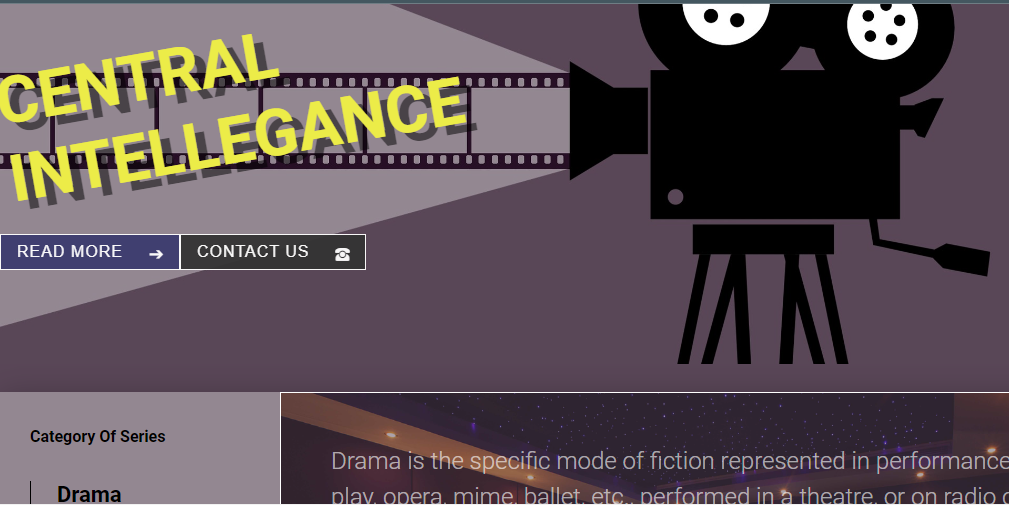 CENTRAL
INTELLEGANCE
READ MORE
CONTACT US
Category Of Series
Drama
Drama is the specific mode of fiction represented in performance
play, opera, mime, ballet, etc., performed in a theatre, or on radio